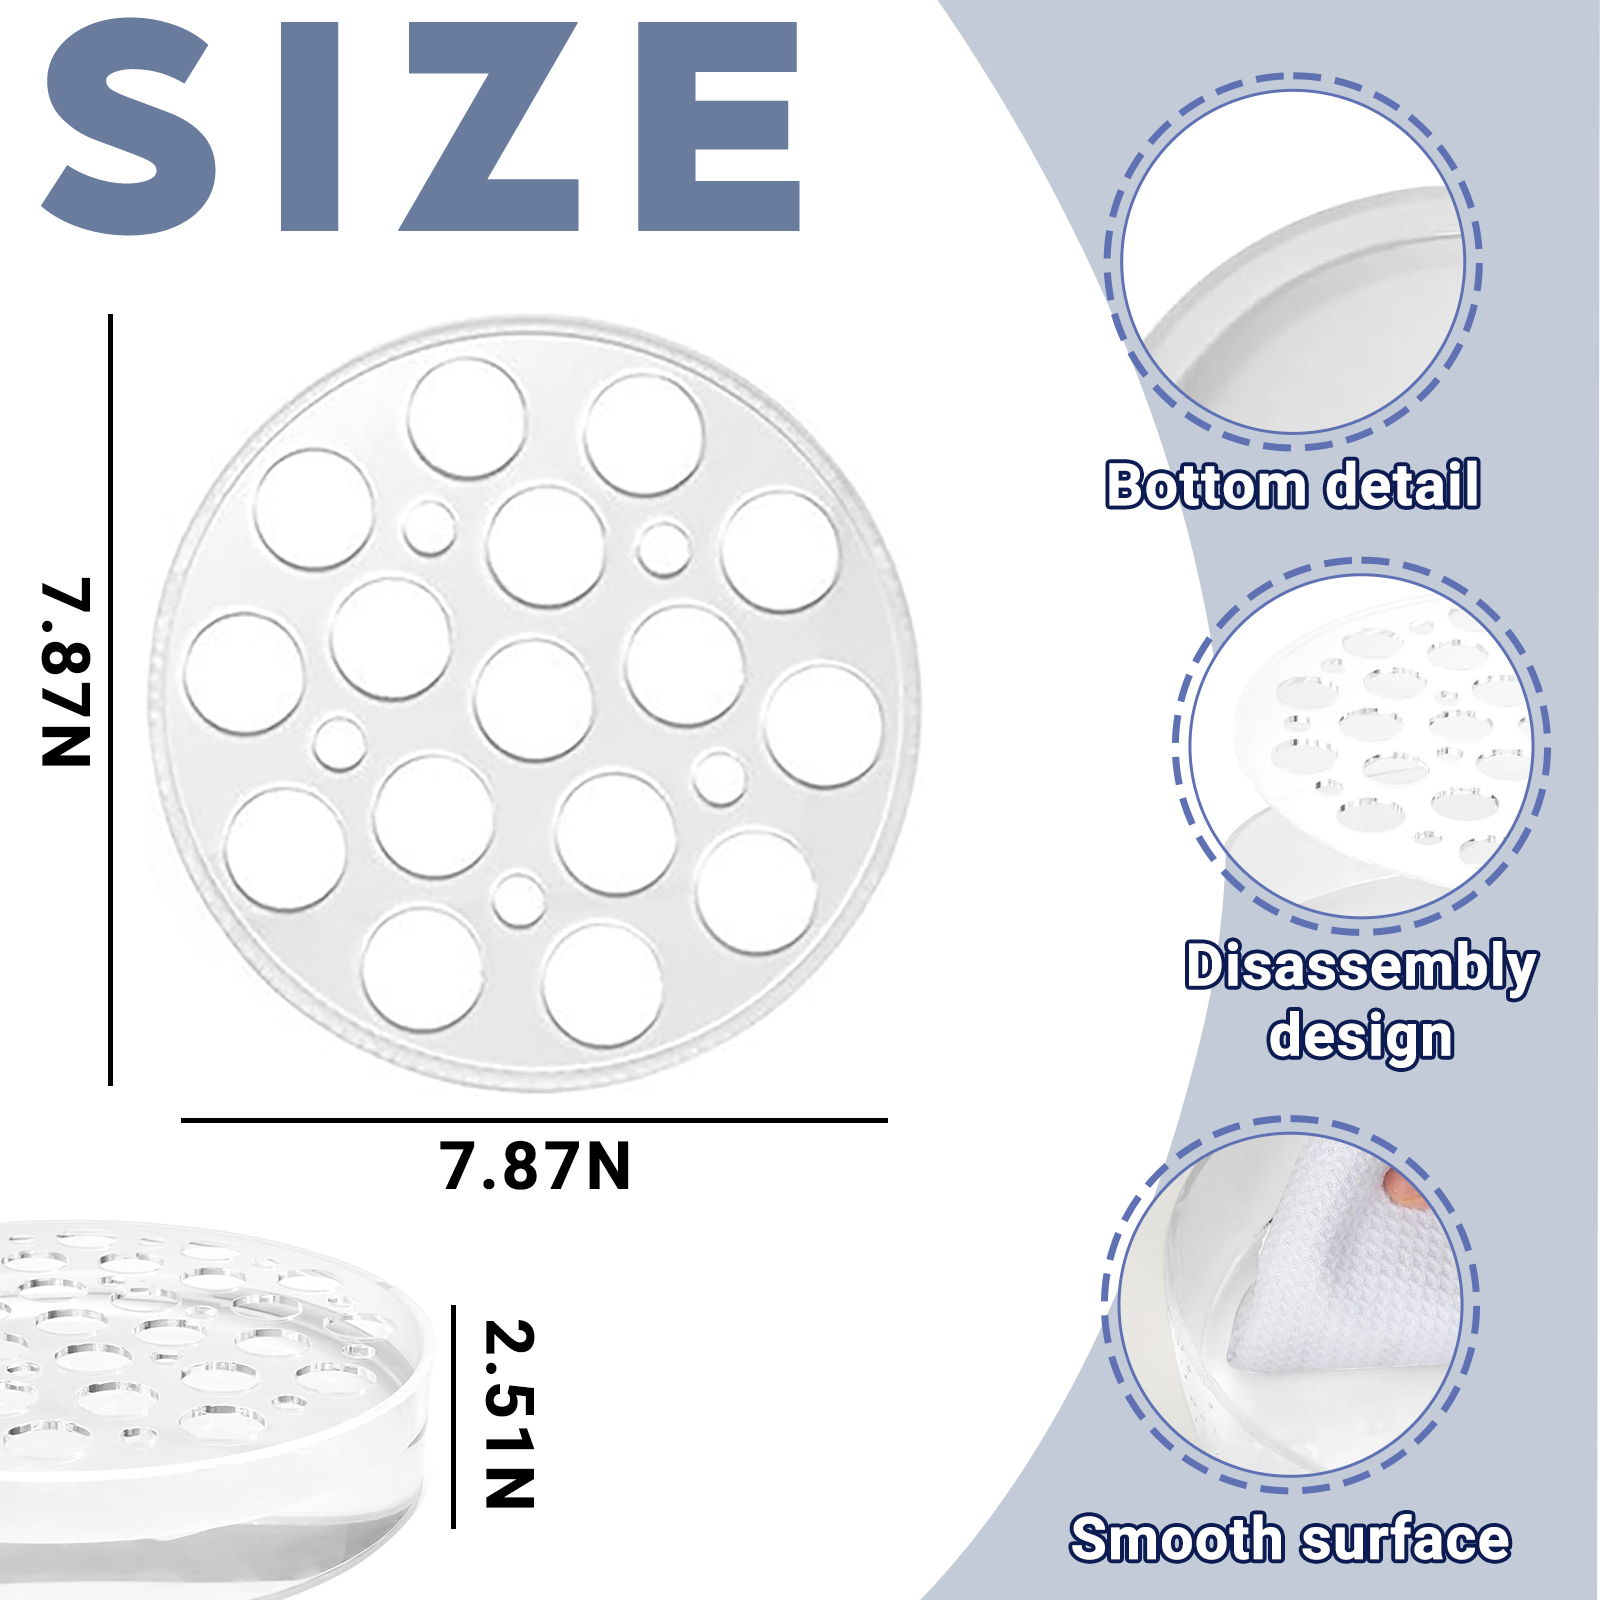 SIZE
7.87N
7.87N
2.51N
Bottom detail
Disassembly
design
Smooth surface